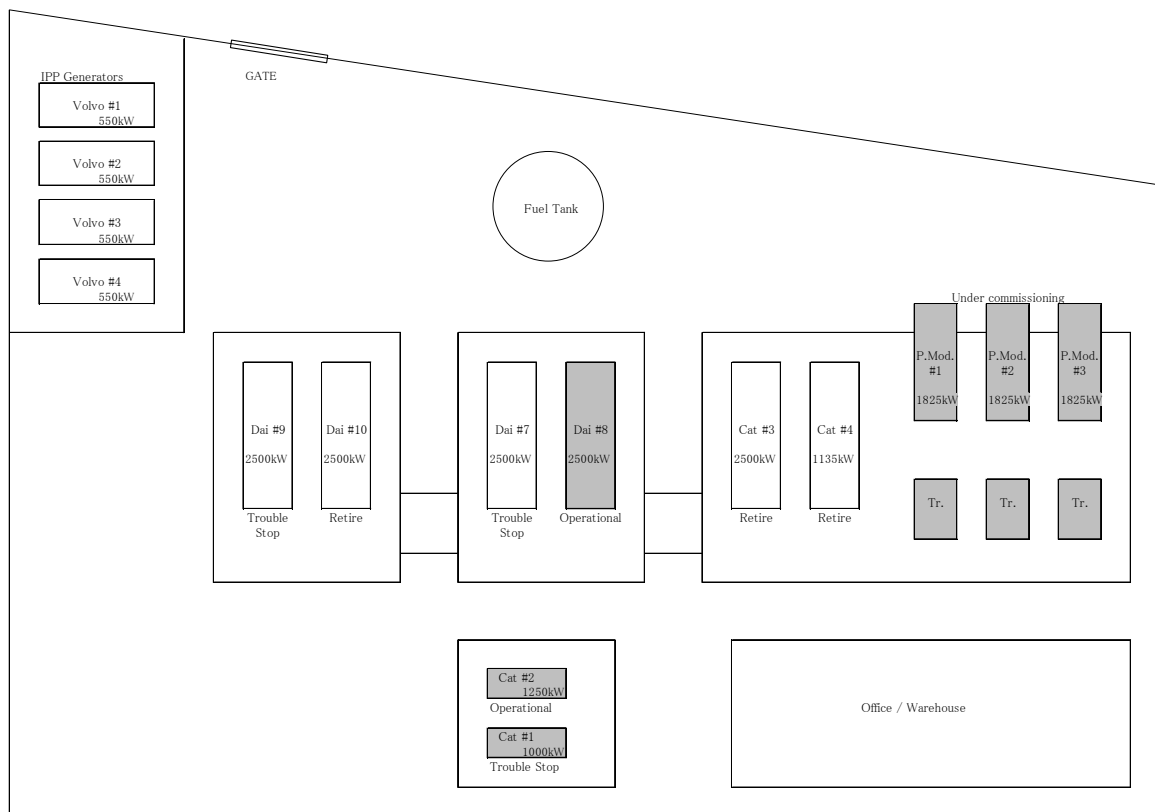 IPP Generators
Volvo #1
550kW
Volvo #2
550kW
Volvo #3
550kW
Volvo #4
550kW
GATE
Fuel Tank
Under commissioning
P.Mod.
#1
1825kW
P.Mod.
#2
1825kW
P.Mod.
#3
1825kW
Dai #9
2500kW
Trouble
Stop
Dai #10
2500kW
Retire
Dai #7
2500kW
Trouble
Stop
Dai #8
2500kW
Operational
Cat #3
2500kW
Retire
Cat #4
1135kW
Retire
Tr.
Tr.
Tr.
Cat #2
1250kW
Operational
Cat #1
1000kW
Trouble Stop
Office / Warehouse